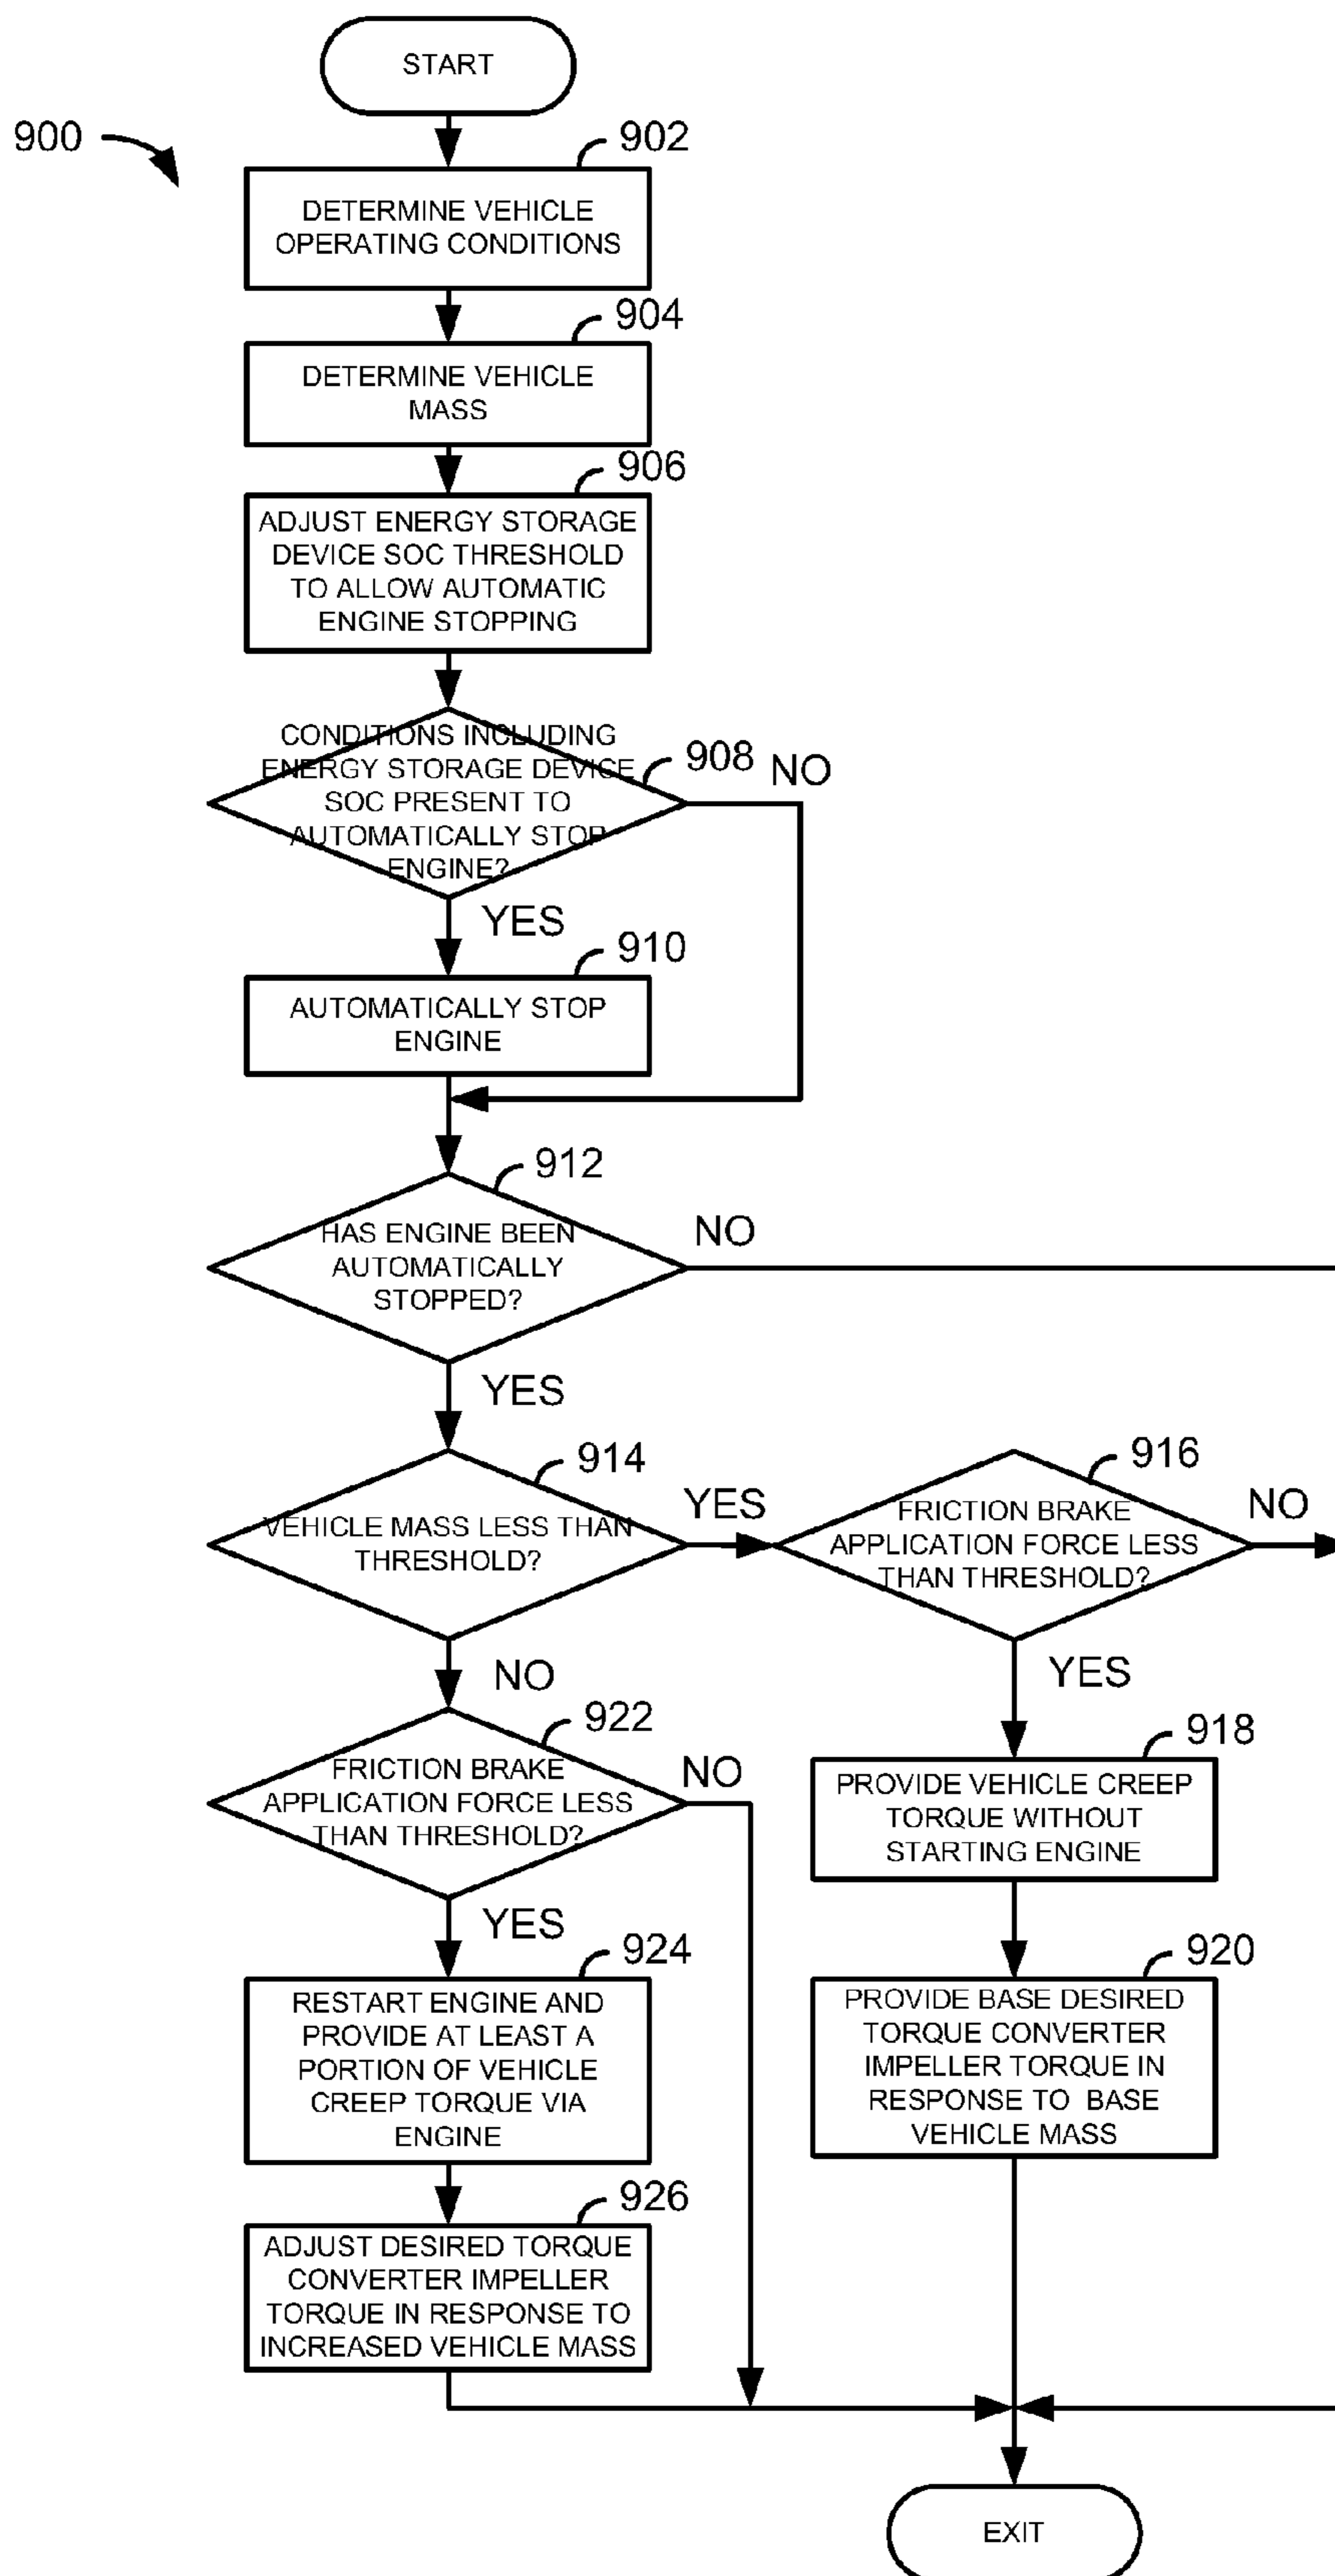 START
900
902
DETERMINE VEHICLE
OPERATING CONDITIONS
904
DETERMINE VEHICLE
MASS
906
ADJUST ENERGY STORAGE
DEVICE SOC THRESHOLD
TO ALLOW AUTOMATIC
ENGINE STOPPING
CONDITIONS INCLUDING
ENERGY STORAGE DEVICE
SOC PRESENT TO
AUTOMATICALLY STOP
ENGINE?
908
NO
YES
910
AUTOMATICALLY STOP
ENGINE
912
HAS ENGINE BEEN
AUTOMATICALLY
STOPPED?
NO
YES
914
VEHICLE MASS LESS THAN
THRESHOLD?
YES
916
FRICTION BRAKE
APPLICATION FORCE LESS
THAN THRESHOLD?
NO
NO
YES
922
FRICTION BRAKE
APPLICATION FORCE LESS
THAN THRESHOLD?
NO
918
PROVIDE VEHICLE CREEP
TORQUE WITHOUT
STARTING ENGINE
YES
924
RESTART ENGINE AND
PROVIDE AT LEAST A
PORTION OF VEHICLE
CREEP TORQUE VIA
ENGINE
920
PROVIDE BASE DESIRED
TORQUE CONVERTER
IMPELLER TORQUE IN
RESPONSE TO BASE
VEHICLE MASS
926
ADJUST DESIRED TORQUE
CONVERTER IMPELLER
TORQUE IN RESPONSE TO
INCREASED VEHICLE MASS
EXIT